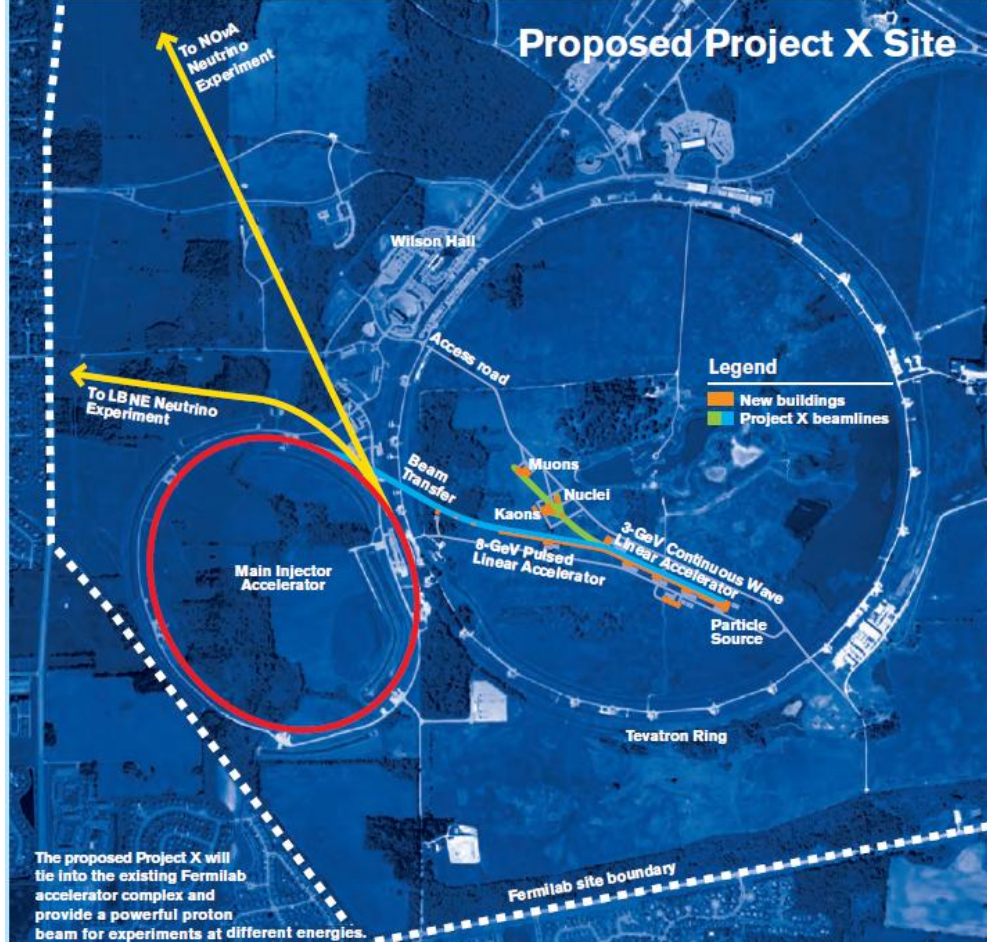 Proposed Project X Site
To NOvA
Neutrino
Experiment
Wilson Hall
Access road
Legend
New buildings
Project X beamlines
To LBNE Neutrino
Experiment
Beam
Transfer
Muons
Nuclei
Kaons
3-GeV Continuous Wave
Linear Accelerator
8-GeV Pulsed
Linear Accelerator
Main Injector
Accelerator
Particle
Source
Tevatron Ring
Fermilab site boundary
The proposed Project X will
tie into the existing Fermilab
accelerator complex and
provide a powerful proton
beam for experiments at different energies.